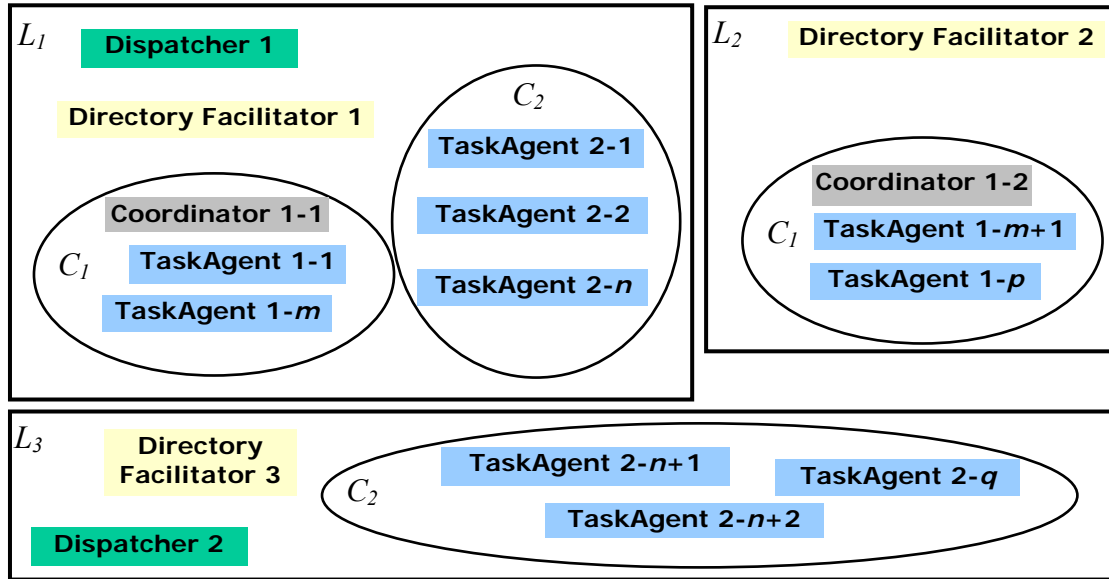 L1
Dispatcher 1
Directory Facilitator 1
C2
TaskAgent 2-1
TaskAgent 2-2
TaskAgent 2-n
Coordinator 1-1
C1
TaskAgent 1-1
TaskAgent 1-m
L2
Directory Facilitator 2
Coordinator 1-2
C1
TaskAgent 1-m+1
TaskAgent 1-p
L3
Directory
Facilitator 3
Dispatcher 2
C2
TaskAgent 2-n+1
TaskAgent 2-q
TaskAgent 2-n+2